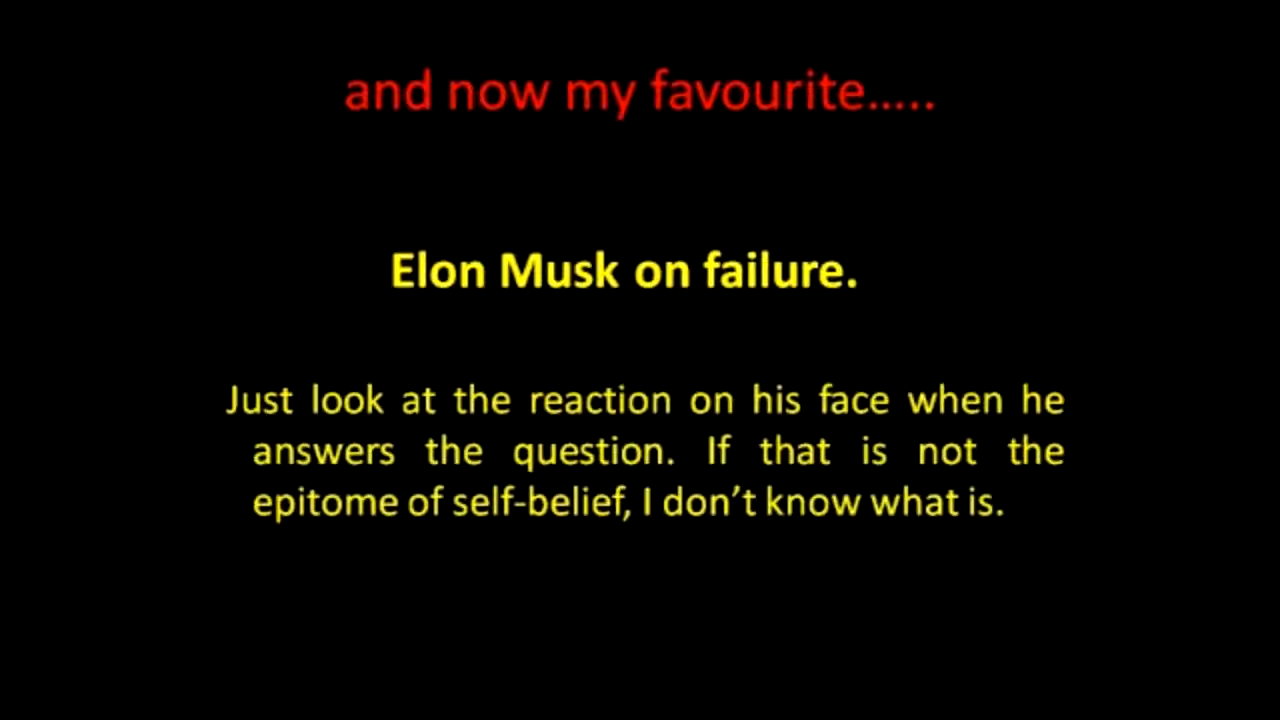 and now my favourite.....
Elon Musk on failure.
Just look at the reaction on his face when he
answers the question. If that is not the
epitome of self-belief, I don’t know what is.